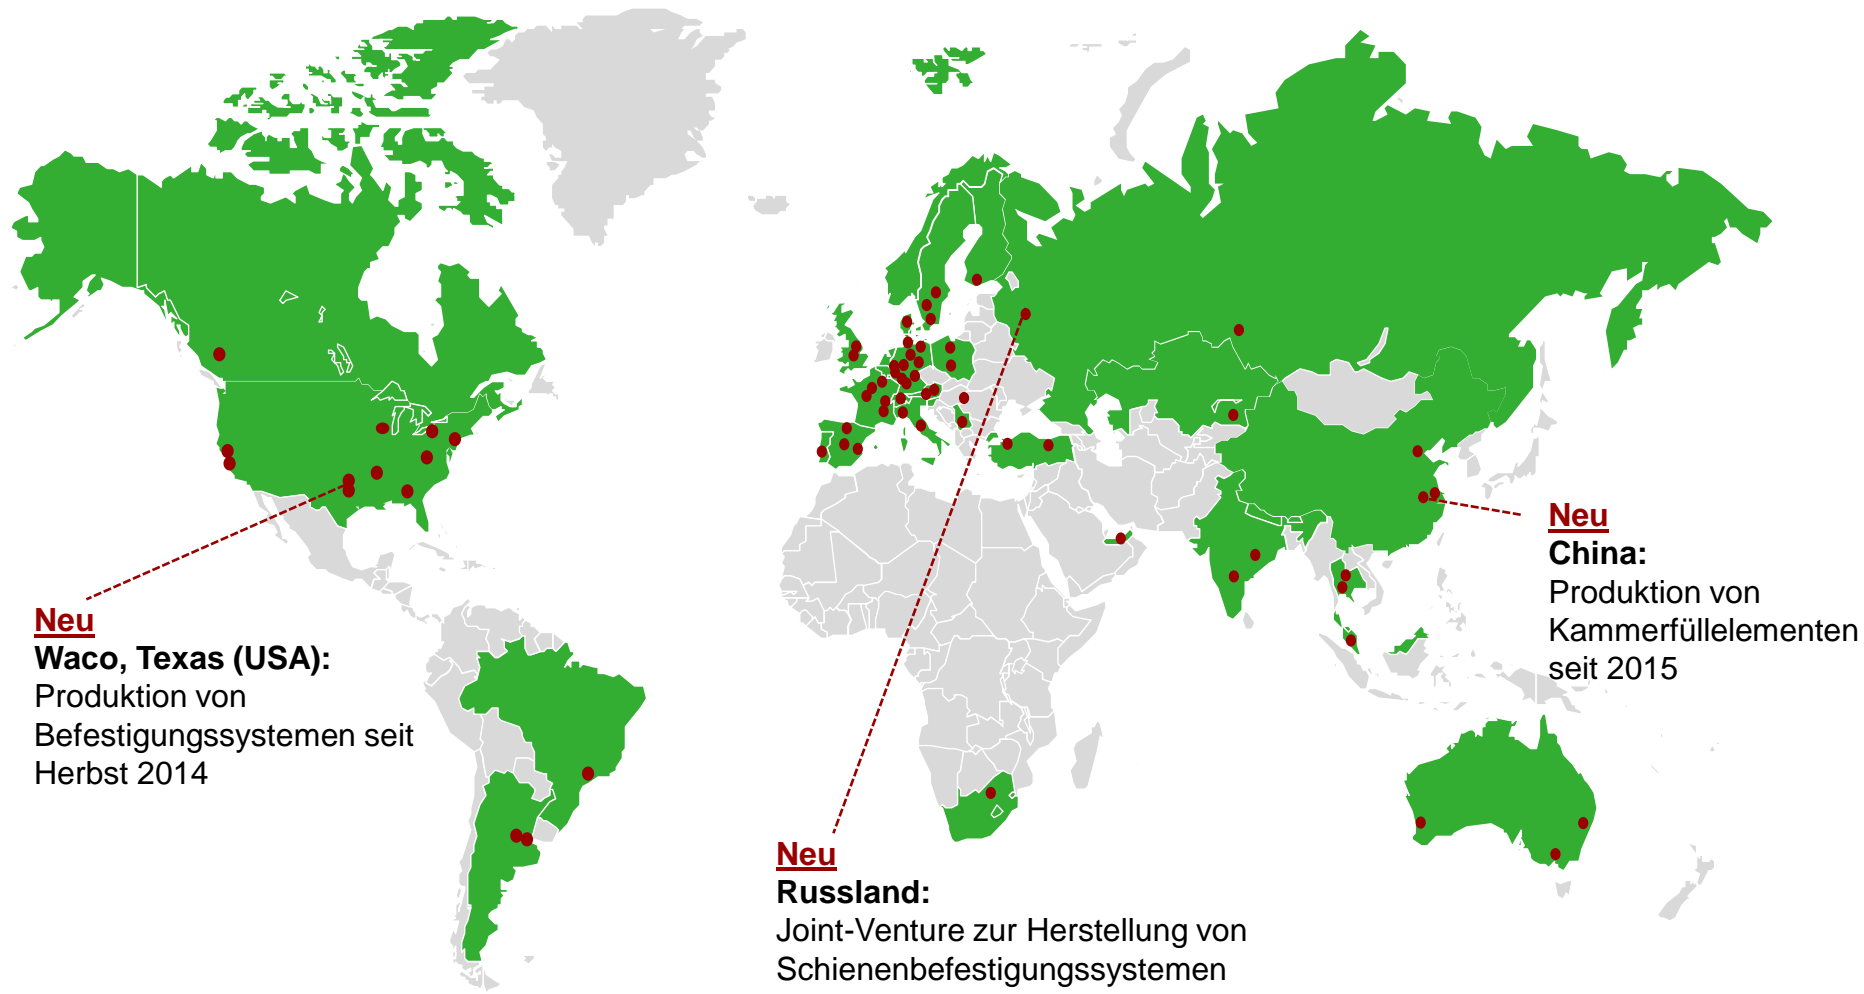 Neu
Waco, Texas (USA):
Produktion von
Befestigungssystemen seit
Herbst 2014
Neu
Russland:
Joint-Venture zur Herstellung von
Schienenbefestigungssystemen
Neu
China:
Produktion von
Kammerfüllelementen
seit 2015